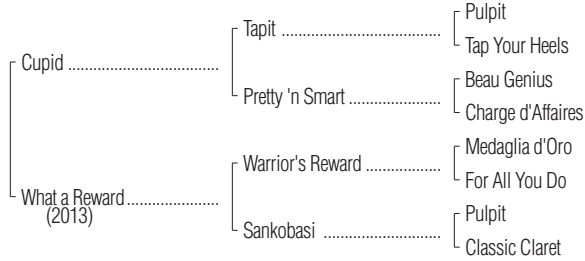 Pulpit
Tapit ................................
Tap Your Heels
Cupid .....................................
Beau Genius
Pretty 'n Smart ......................
Charge d'Affaires
Medaglia d'Oro
Warrior's Reward ..................
For All You Do
What a Reward ......................
(2013)
Pulpit
Sankobasi ............................
Classic Claret